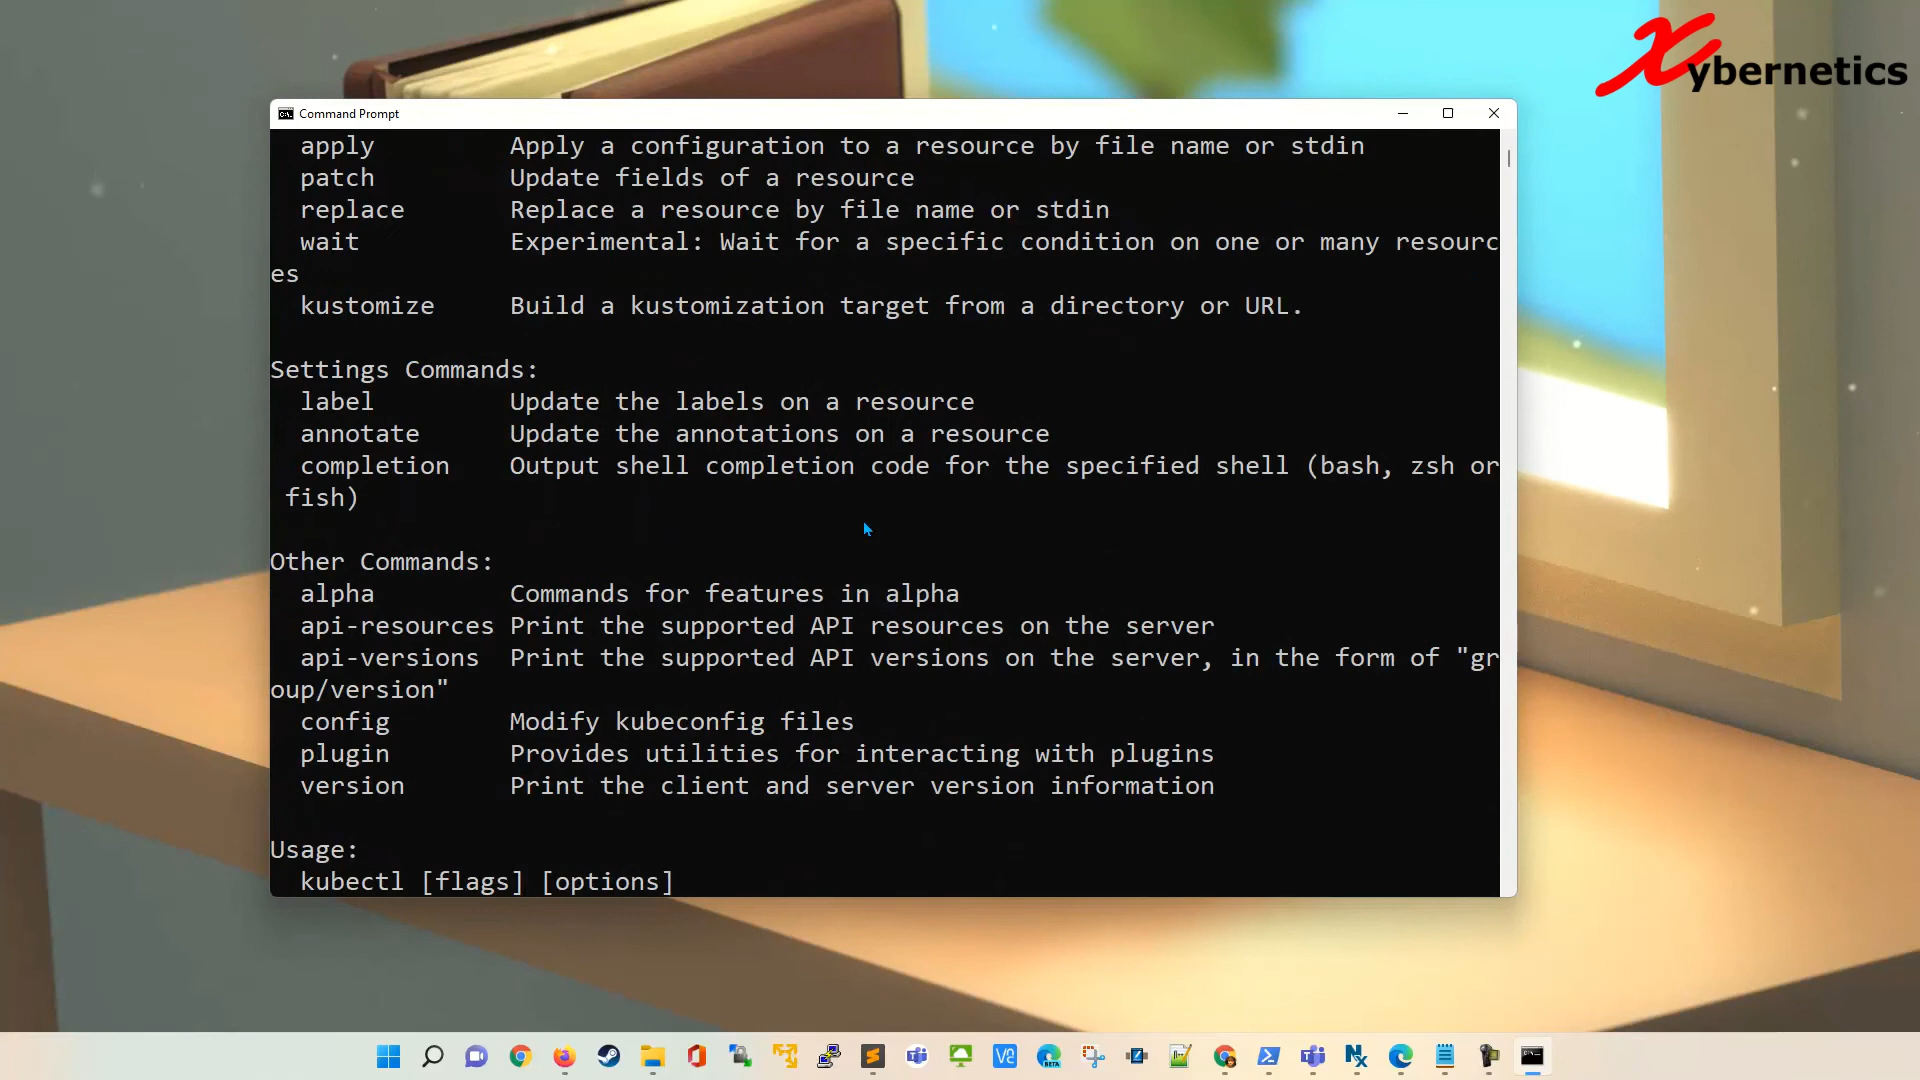 Xybernetics
Command Prompt
apply Apply a configuration to a resource by file name or stdin
patch Update fields of a resource
replace Replace a resource by file name or stdin
wait Experimental: Wait for a specific condition on one or many resourc
es
kustomize Build a kustomization target from a directory or URL.
Settings Commands:
label Update the labels on a resource
annotate Update the annotations on a resource
completion Output shell completion code for the specified shell (bash, zsh or
fish)
Other Commands:
alpha Commands for features in alpha
api-resources Print the supported API resources on the server
api-versions Print the supported API versions on the server, in the form of "gr
oup/version"
config Modify kubeconfig files
plugin Provides utilities for interacting with plugins
version Print the client and server version information
Usage:
kubectl [flags] [options]